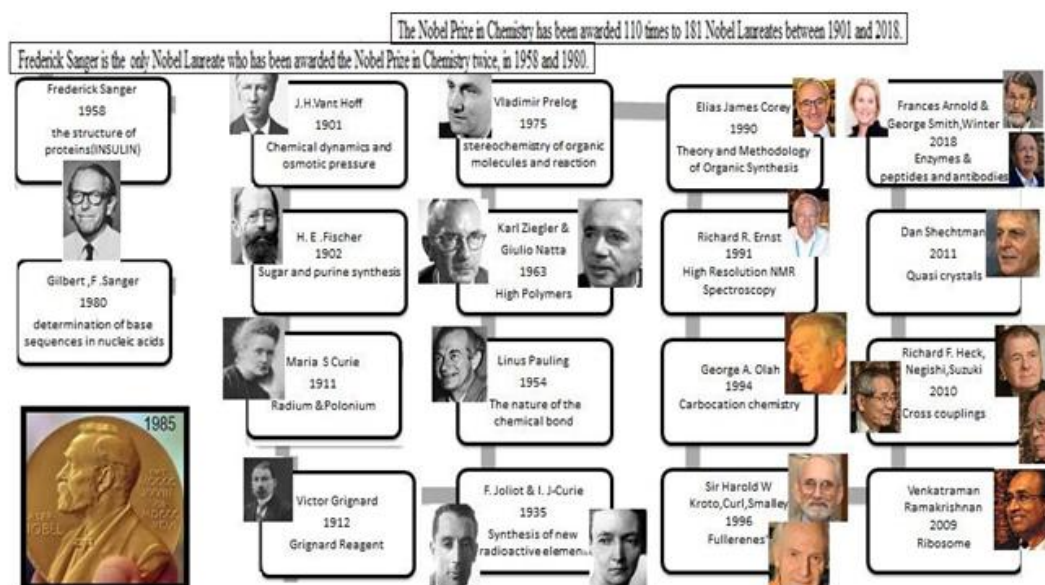 The Nobel Prize in Chemistry has been awarded 110 times to 181 Nobel Laureates between 1901 and 2018.
Frederick Sanger is the only Nobel Laureate who has been awarded the Nobel Prize in Chemistry twice, in 1958 and 1980.
Frederick Sanger
1958
the structure of
proteins(INSULIN)
Gilbert ,F .Sanger
1980
determination of base
sequences in nucleic acids
1985
J.H.Vant Hoff
1901
Chemical dynamics and
osmotic pressure
H. E .Fischer
1902
Sugar and purine synthesis
Maria S Curie
1911
Radium &Polonium
Victor Grignard
1912
Grignard Reagent
Vladimir Prelog
1975
stereochemistry of organic
molecules and reaction
Karl Ziegler &
Giulio Natta
1963
High Polymers
Linus Pauling
1954
The nature of the
chemical bond
F. Joliot & I. J-Curie
1935
Synthesis of new
radioactive element
Elias James Corey
1990
Theory and Methodology
of Organic Synthesis
Richard R. Ernst
1991
High Resolution NMR
Spectroscopy
George A. Olah
1994
Carbocation chemistry
Sir Harold W
Kroto,Curl,Smalley
1996
Fullerenes"
Frances Arnold &
George Smith,Winter
2018
Enzymes &
peptides and antibodies
Dan Shechtman
2011
Quasi crystals
Richard F. Heck,
Negishi,Suzuki
2010
Cross couplings
Venkatraman
Ramakrishnan
2009
Ribosome